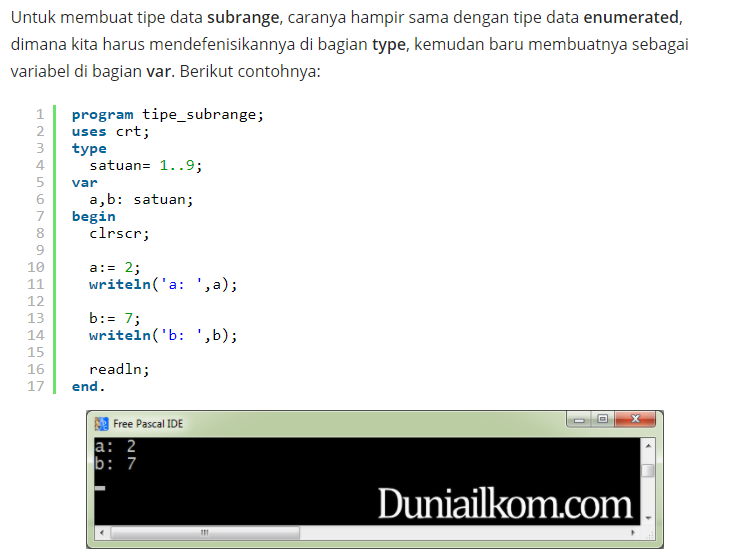 Untuk membuat tipe data subrange, caranya hampir sama dengan tipe data enumerated,
dimana kita harus mendefenisikannya di bagian type, kemudan baru membuatnya sebagai
variabel di bagian var. Berikut contohnya:
1 program tipe_subrange;
2 uses crt;
3 type
4 satuan= 1..9;
5 var
6 a,b: satuan;
7 begin
8 clrscr;
9
10 a:= 2;
11 writeln('a: ',a);
12
13 b:= 7;
14 writeln('b: ',b);
15
16 readln;
17 end.
Free Pascal IDE
a: 2
b: 7
Duniailkom.com